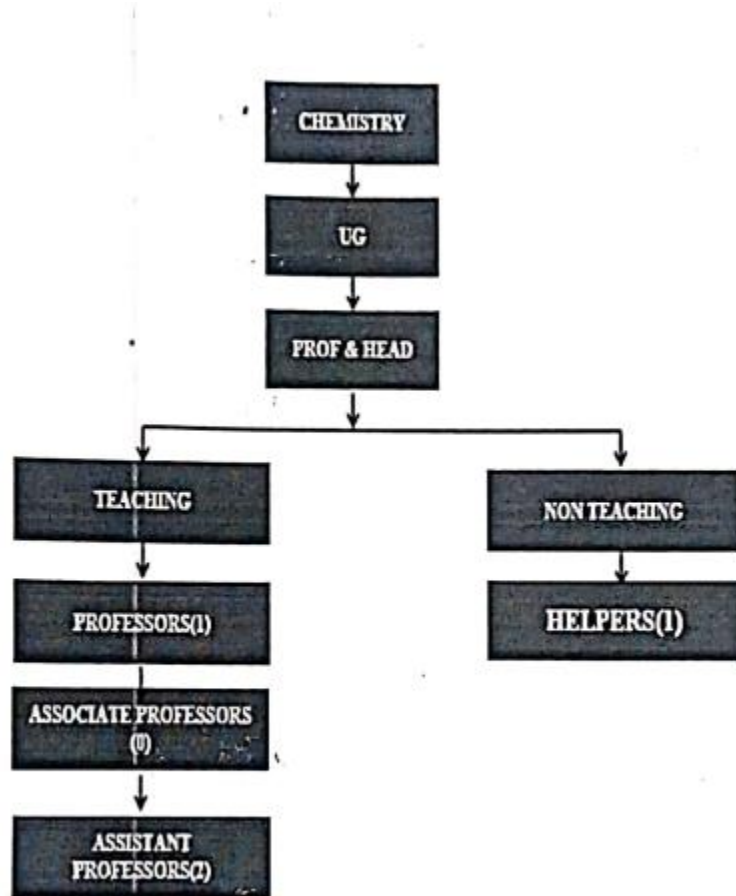 CHEMISTRY
UG
PROF & HEAD
TEACHING
NON TEACHING
PROFESSORS(1)
HELPERS(1)
ASSOCIATE PROFESSORS
(0)
ASSISTANT
PROFESSORS(2)